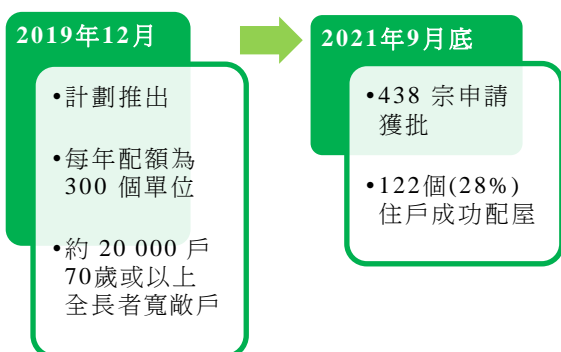 2019年12月
•計劃推出
•每年配額為
300 個單位
•約 20 000 戶
70歲或以上
全長者寬敞戶
2021年9月底
•438 宗申請
獲批
•122個(28%)
住戶成功配屋